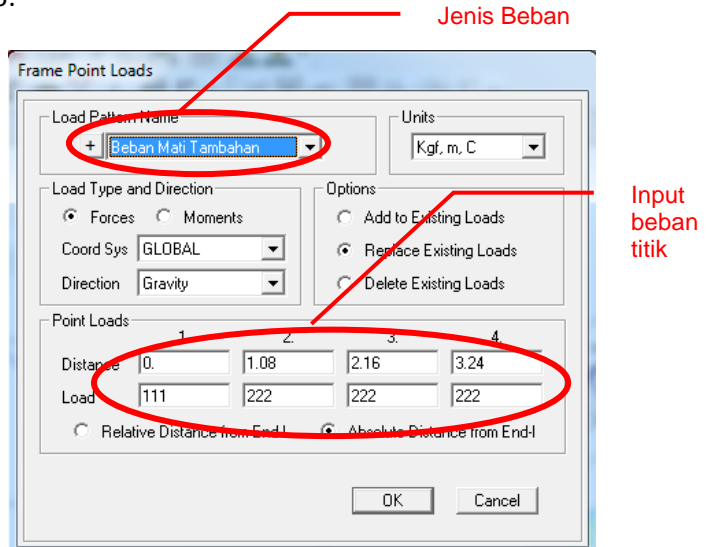 Jenis Beban
Frame Point Loads
Load Pattern Name
+ Beban Mati Tambahan
Units
Kgf, m, C
Load Type and Direction
Forces Moments
Coord Sys GLOBAL
Direction Gravity
Options
Add to Existing Loads
Replace Existing Loads
Delete Existing Loads
Input
beban
titik
Point Loads
1. 2. 3. 4.
Distance 0. 1.08 2.16 3.24
Load 111 222 222 222
Relative Distance from End-I Absolute Distance from End-I
OK Cancel